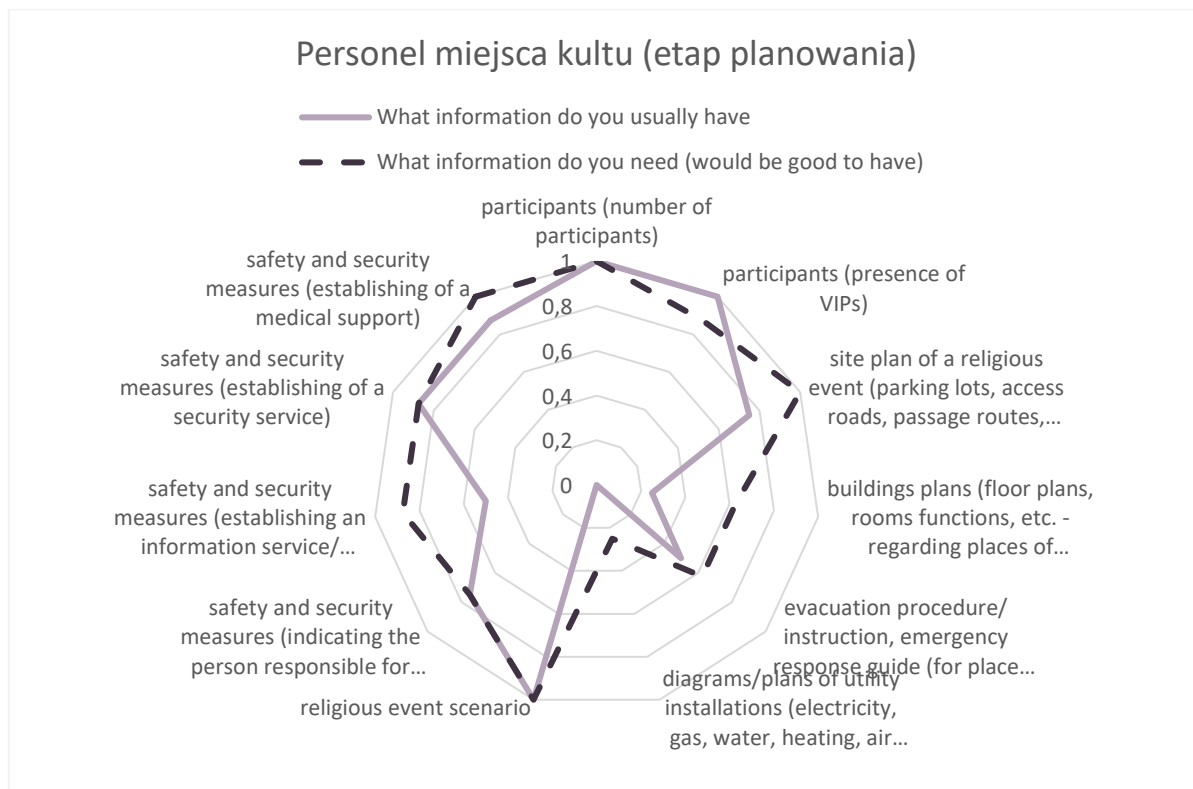 Personel miejsca kultu (etap planowania)
What information do you usually have
What information do you need (would be good to have)
participants (number of
participants)
participants (presence of
VIPs)
site plan of a religious
event (parking lots, access
roads, passage routes,...
buildings plans (floor plans,
rooms functions, etc. -
regarding places of...
evacuation procedure/
instruction, emergency
response guide (for place...
diagrams/plans of utility
installations (electricity,
gas, water, heating, air...
religious event scenario
safety and security
measures (indicating the
person responsible for...
safety and security
measures (establishing an
information service/...
safety and security
measures (establishing of a
security service)
safety and security
measures (establishing of a
medical support)
1
0,8
0,6
0,4
0,2
0